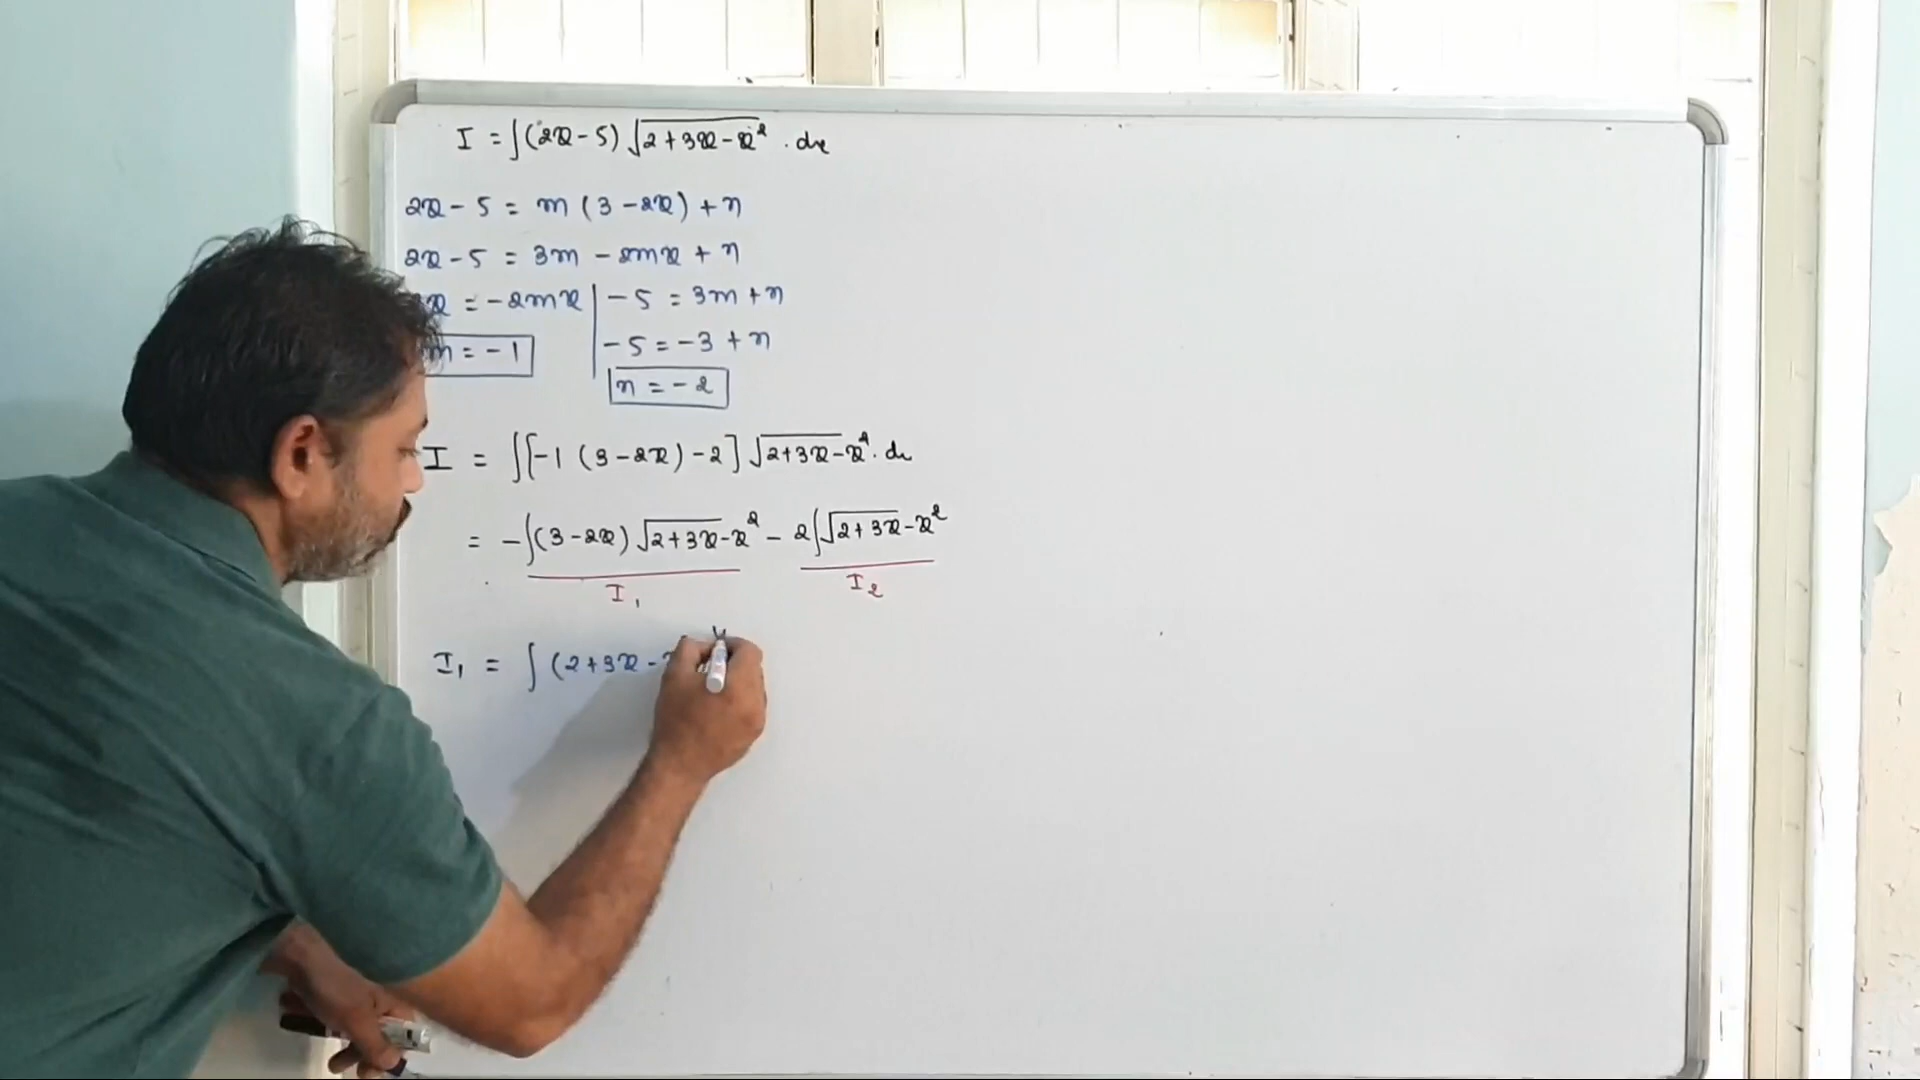 I = ∫(2x - 5) √(2 + 3x - x²) . dx
2x - 5 = m (3 - 2x) + n
2x - 5 = 3m - 2mx + n
x = -2mx | -5 = 3m + n
m = -1 | -5 = -3 + n
n = -2
I = ∫[-1 (3 - 2x) - 2] √(2+3x-x²) . dx
= -∫(3 - 2x) √(2+3x-x²) - 2∫√(2+3x-x²)
I₁ I₂
I₁ = ∫ (2+3x -